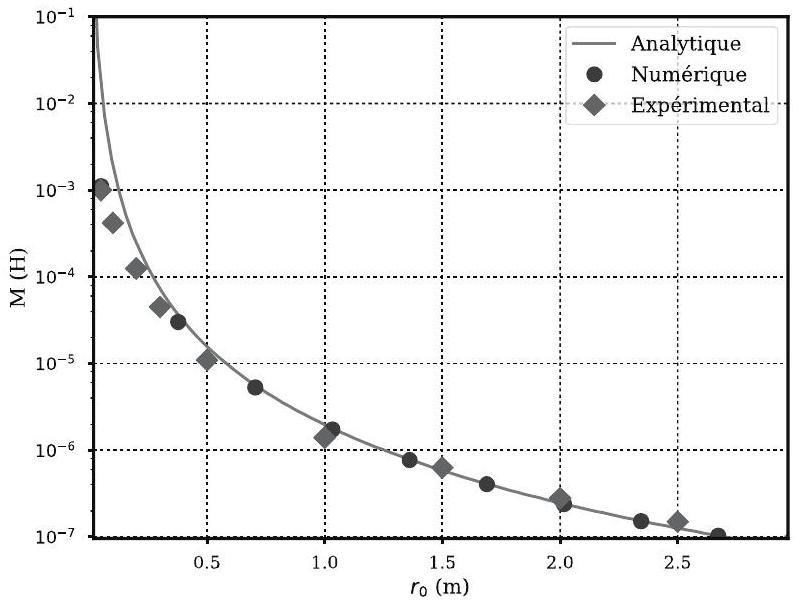 10⁻¹
10⁻²
10⁻³
10⁻⁴
10⁻⁵
10⁻⁶
10⁻⁷
M (H)
Analytique
Numérique
Expérimental
0.5 1.0 1.5 2.0 2.5
r₀ (m)